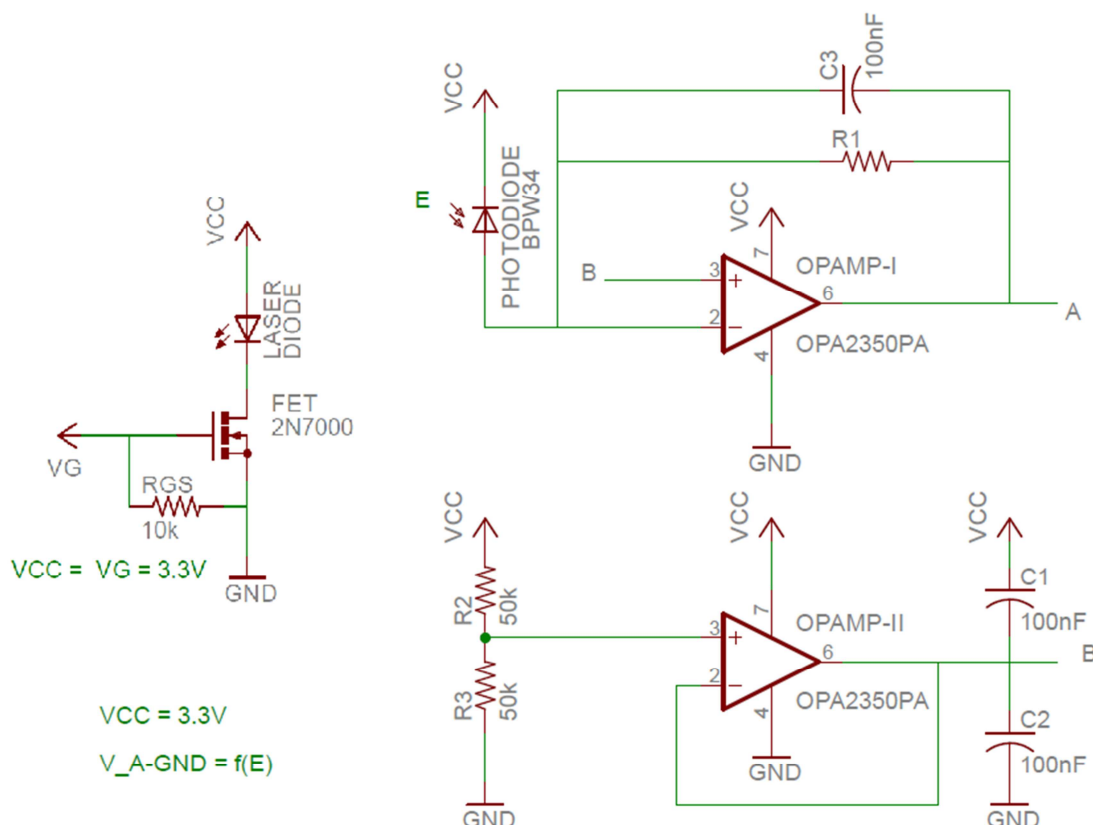 VCC
LASER
DIODE
FET
2N7000
VG
RGS
10k
GND
VCC = VG = 3.3V
VCC = 3.3V
V_A-GND = f(E)
C3
100nF
R1
VCC
E
PHOTODIODE
BPW34
B
VCC
7
3
+
2
-
6
4
OPAMP-I
OPA2350PA
A
GND
VCC
R2
50k
R3
50k
GND
VCC
7
3
+
2
-
6
4
OPAMP-II
OPA2350PA
GND
VCC
C1
100nF
B
C2
100nF
GND